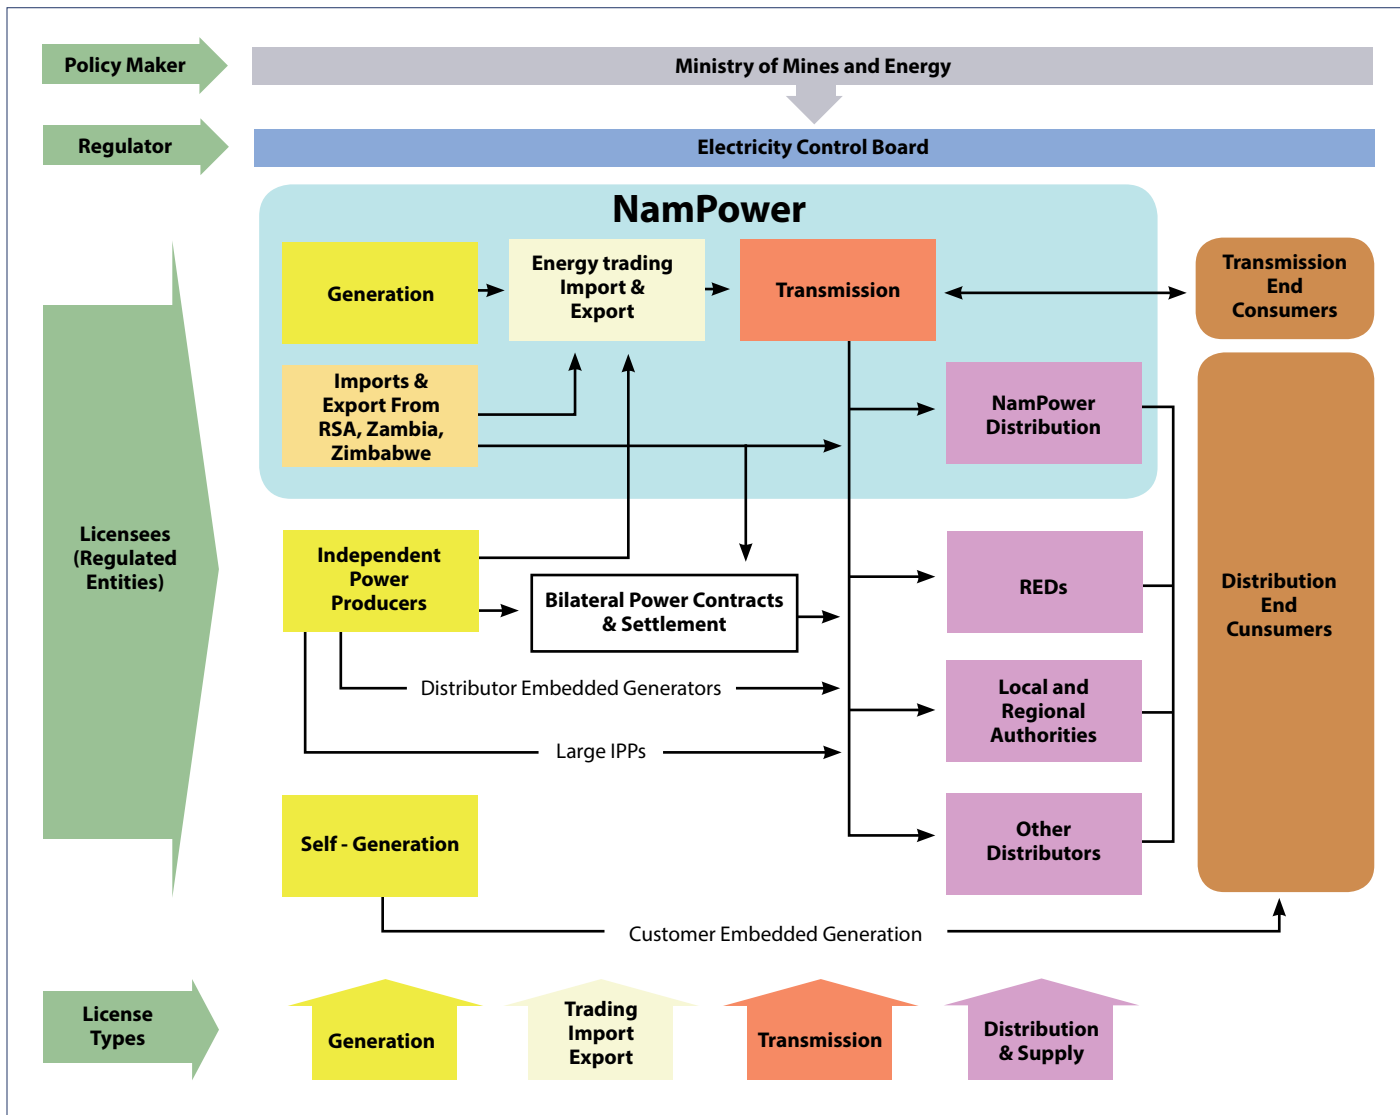 Policy Maker
Ministry of Mines and Energy
Regulator
Electricity Control Board
NamPower
Generation
Energy trading
Import &
Export
Transmission
Transmission
End
Consumers
Imports &
Export From
RSA, Zambia,
Zimbabwe
NamPower
Distribution
Licensees
(Regulated
Entities)
Independent
Power
Producers
Bilateral Power Contracts
& Settlement
REDs
Distribution
End
Cunsumers
Distributor Embedded Generators
Local and
Regional
Authorities
Large IPPs
Self - Generation
Other
Distributors
Customer Embedded Generation
License
Types
Generation
Trading
Import
Export
Transmission
Distribution
& Supply